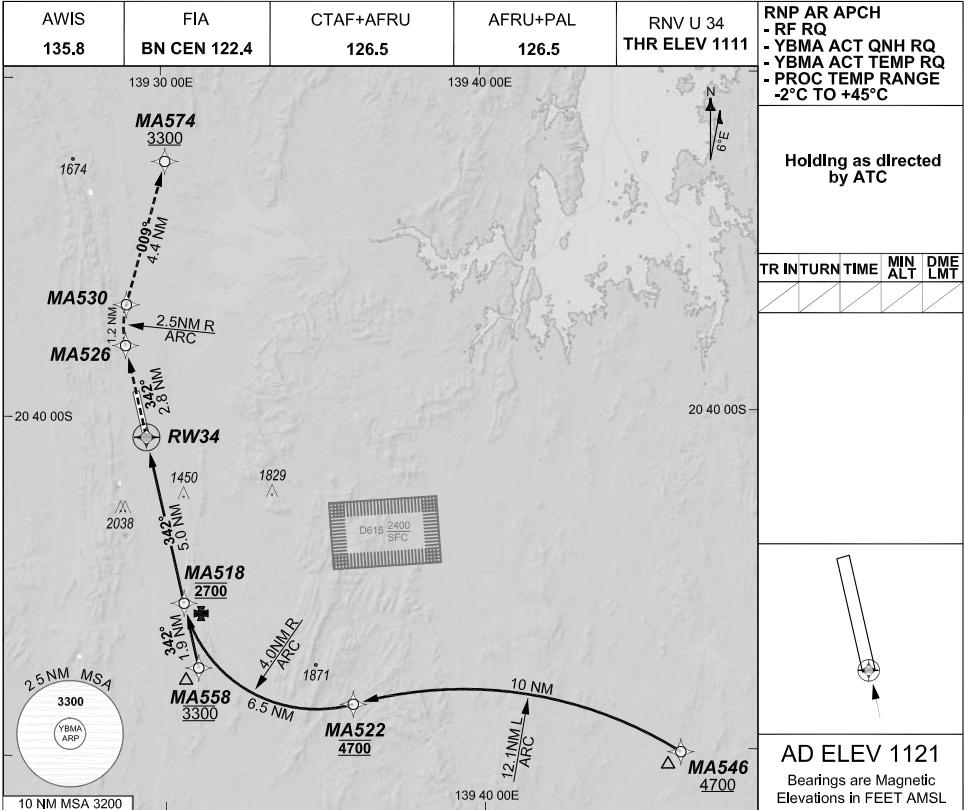 AWIS
135.8
FIA
BN CEN 122.4
CTAF+AFRU
126.5
AFRU+PAL
126.5
RNV U 34
THR ELEV 1111
RNP AR APCH
- RF RQ
- YBMA ACT QNH RQ
- YBMA ACT TEMP RQ
- PROC TEMP RANGE
-2°C TO +45°C
139 30 00E
139 40 00E
N
6°E
Holding as directed
by ATC
MA574
3300
1674
009°
4.4 NM
TR IN
TURN
TIME
MIN
ALT
DME
LMT
MA530
1.2 NM
2.5NM R
ARC
MA526
342°
2.8 NM
20 40 00S
20 40 00S
RW34
1450
1829
2038
342°
5.0 NM
D615
2400
SFC
MA518
2700
342°
1.9 NM
4.0NM R
ARC
1871
MA558
3300
6.5 NM
MA522
4700
10 NM
12.1NM L
ARC
MA546
4700
25 NM MSA
3300
YBMA
ARP
10 NM MSA 3200
139 40 00E
AD ELEV 1121
Bearings are Magnetic
Elevations in FEET AMSL